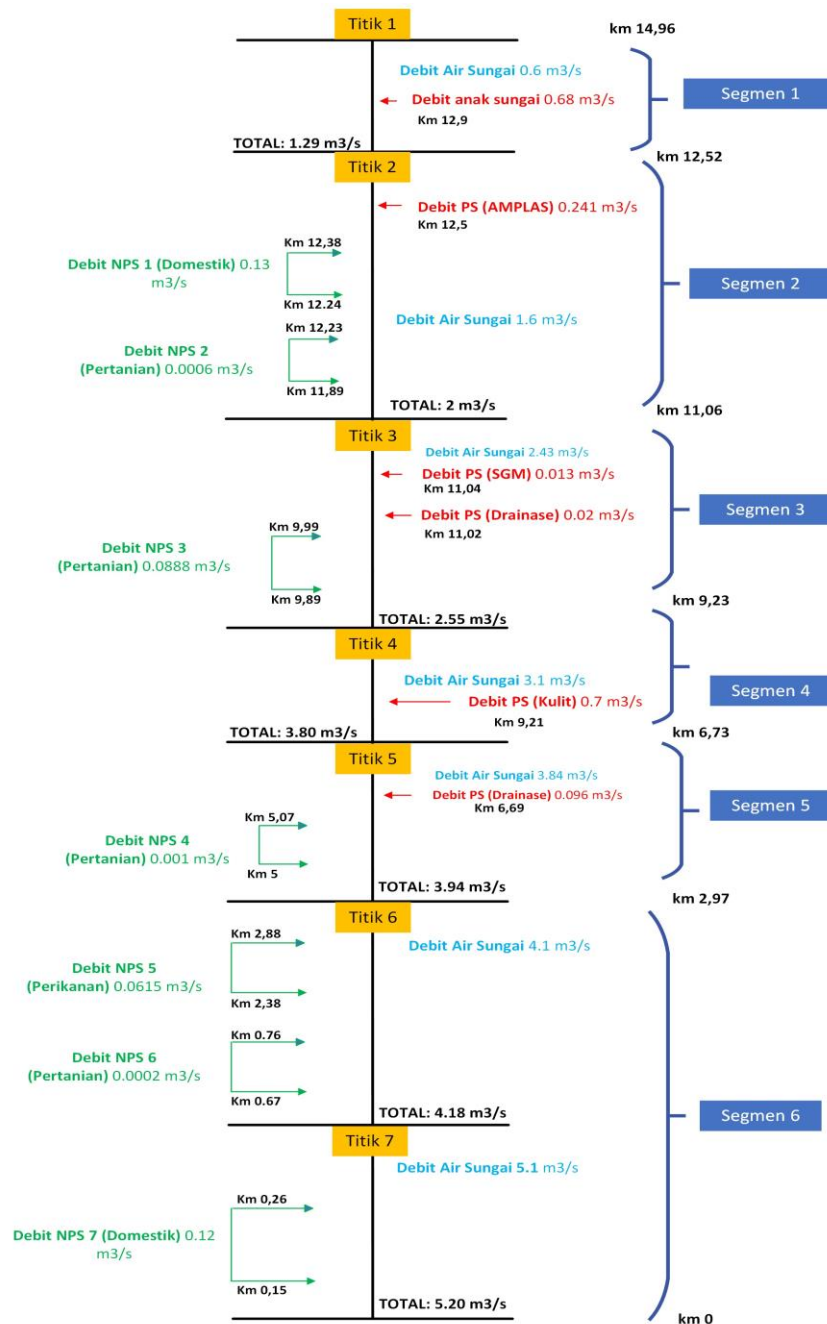 Titik 1
km 14,96
Debit Air Sungai 0.6 m3/s
Segmen 1
Debit anak sungai 0.68 m3/s
Km 12,9
TOTAL: 1.29 m3/s
km 12,52
Titik 2
Debit PS (AMPLAS) 0.241 m3/s
Km 12,5
Km 12,38
Debit NPS 1 (Domestik) 0.13
m3/s
Km 12.24
Segmen 2
Debit Air Sungai 1.6 m3/s
Km 12,23
Debit NPS 2
(Pertanian) 0.0006 m3/s
Km 11,89
TOTAL: 2 m3/s
km 11,06
Titik 3
Debit Air Sungai 2.43 m3/s
Debit PS (SGM) 0.013 m3/s
Km 11,04
Debit PS (Drainase) 0.02 m3/s
Km 11,02
Segmen 3
Km 9,99
Debit NPS 3
(Pertanian) 0.0888 m3/s
Km 9,89
km 9,23
TOTAL: 2.55 m3/s
Titik 4
Debit Air Sungai 3.1 m3/s
Segmen 4
Debit PS (Kulit) 0.7 m3/s
Km 9,21
TOTAL: 3.80 m3/s
km 6,73
Titik 5
Debit Air Sungai 3.84 m3/s
Debit PS (Drainase) 0.096 m3/s
Km 6,69
Segmen 5
Km 5,07
Debit NPS 4
(Pertanian) 0.001 m3/s
Km 5
TOTAL: 3.94 m3/s
km 2,97
Titik 6
Km 2,88
Debit Air Sungai 4.1 m3/s
Debit NPS 5
(Perikanan) 0.0615 m3/s
Km 2,38
Km 0.76
Debit NPS 6
(Pertanian) 0.0002 m3/s
Km 0.67
TOTAL: 4.18 m3/s
Segmen 6
Titik 7
Debit Air Sungai 5.1 m3/s
Km 0,26
Debit NPS 7 (Domestik) 0.12
m3/s
Km 0,15
TOTAL: 5.20 m3/s
km 0